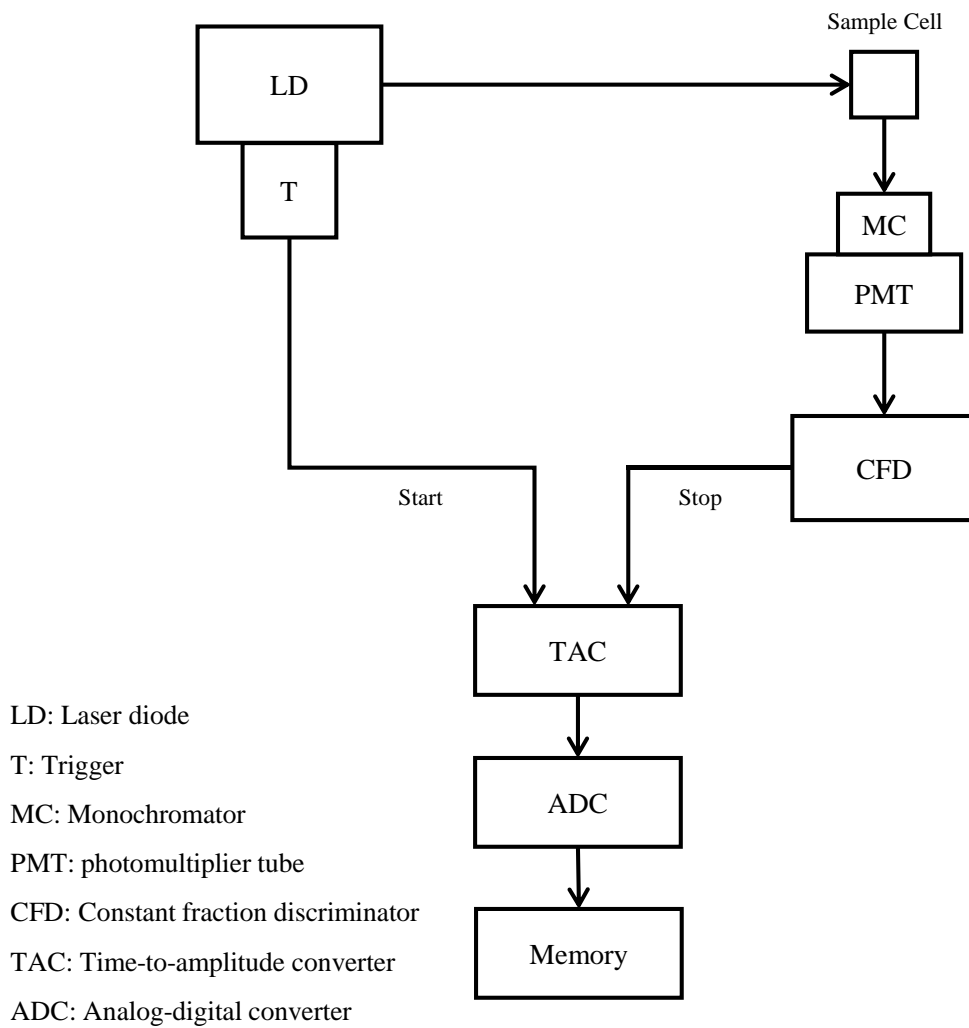 Sample Cell
LD
T
MC
PMT
CFD
Start
Stop
TAC
ADC
Memory
LD: Laser diode
T: Trigger
MC: Monochromator
PMT: photomultiplier tube
CFD: Constant fraction discriminator
TAC: Time-to-amplitude converter
ADC: Analog-digital converter